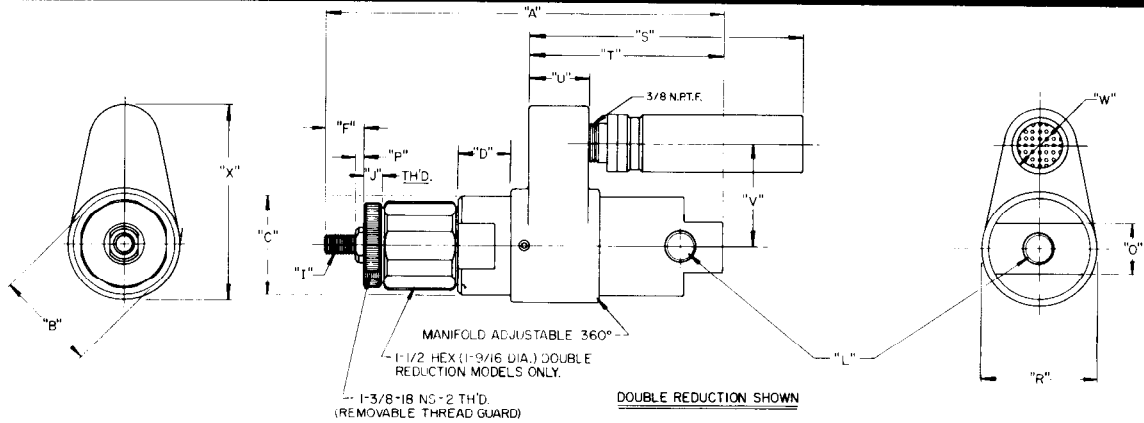 "A"
"S"
"T"
"U"
3/8 N.P.T.F.
"W"
"F"
"P"
"D"
"J" TH'D.
"X"
"V"
"C"
"O"
"I"
"B"
MANIFOLD ADJUSTABLE 360°
1-1/2 HEX (1-9/16 DIA.) DOUBLE
REDUCTION MODELS ONLY.
"L"
"R"
1-3/8-18 NS-2 TH'D.
(REMOVABLE THREAD GUARD)
DOUBLE REDUCTION SHOWN